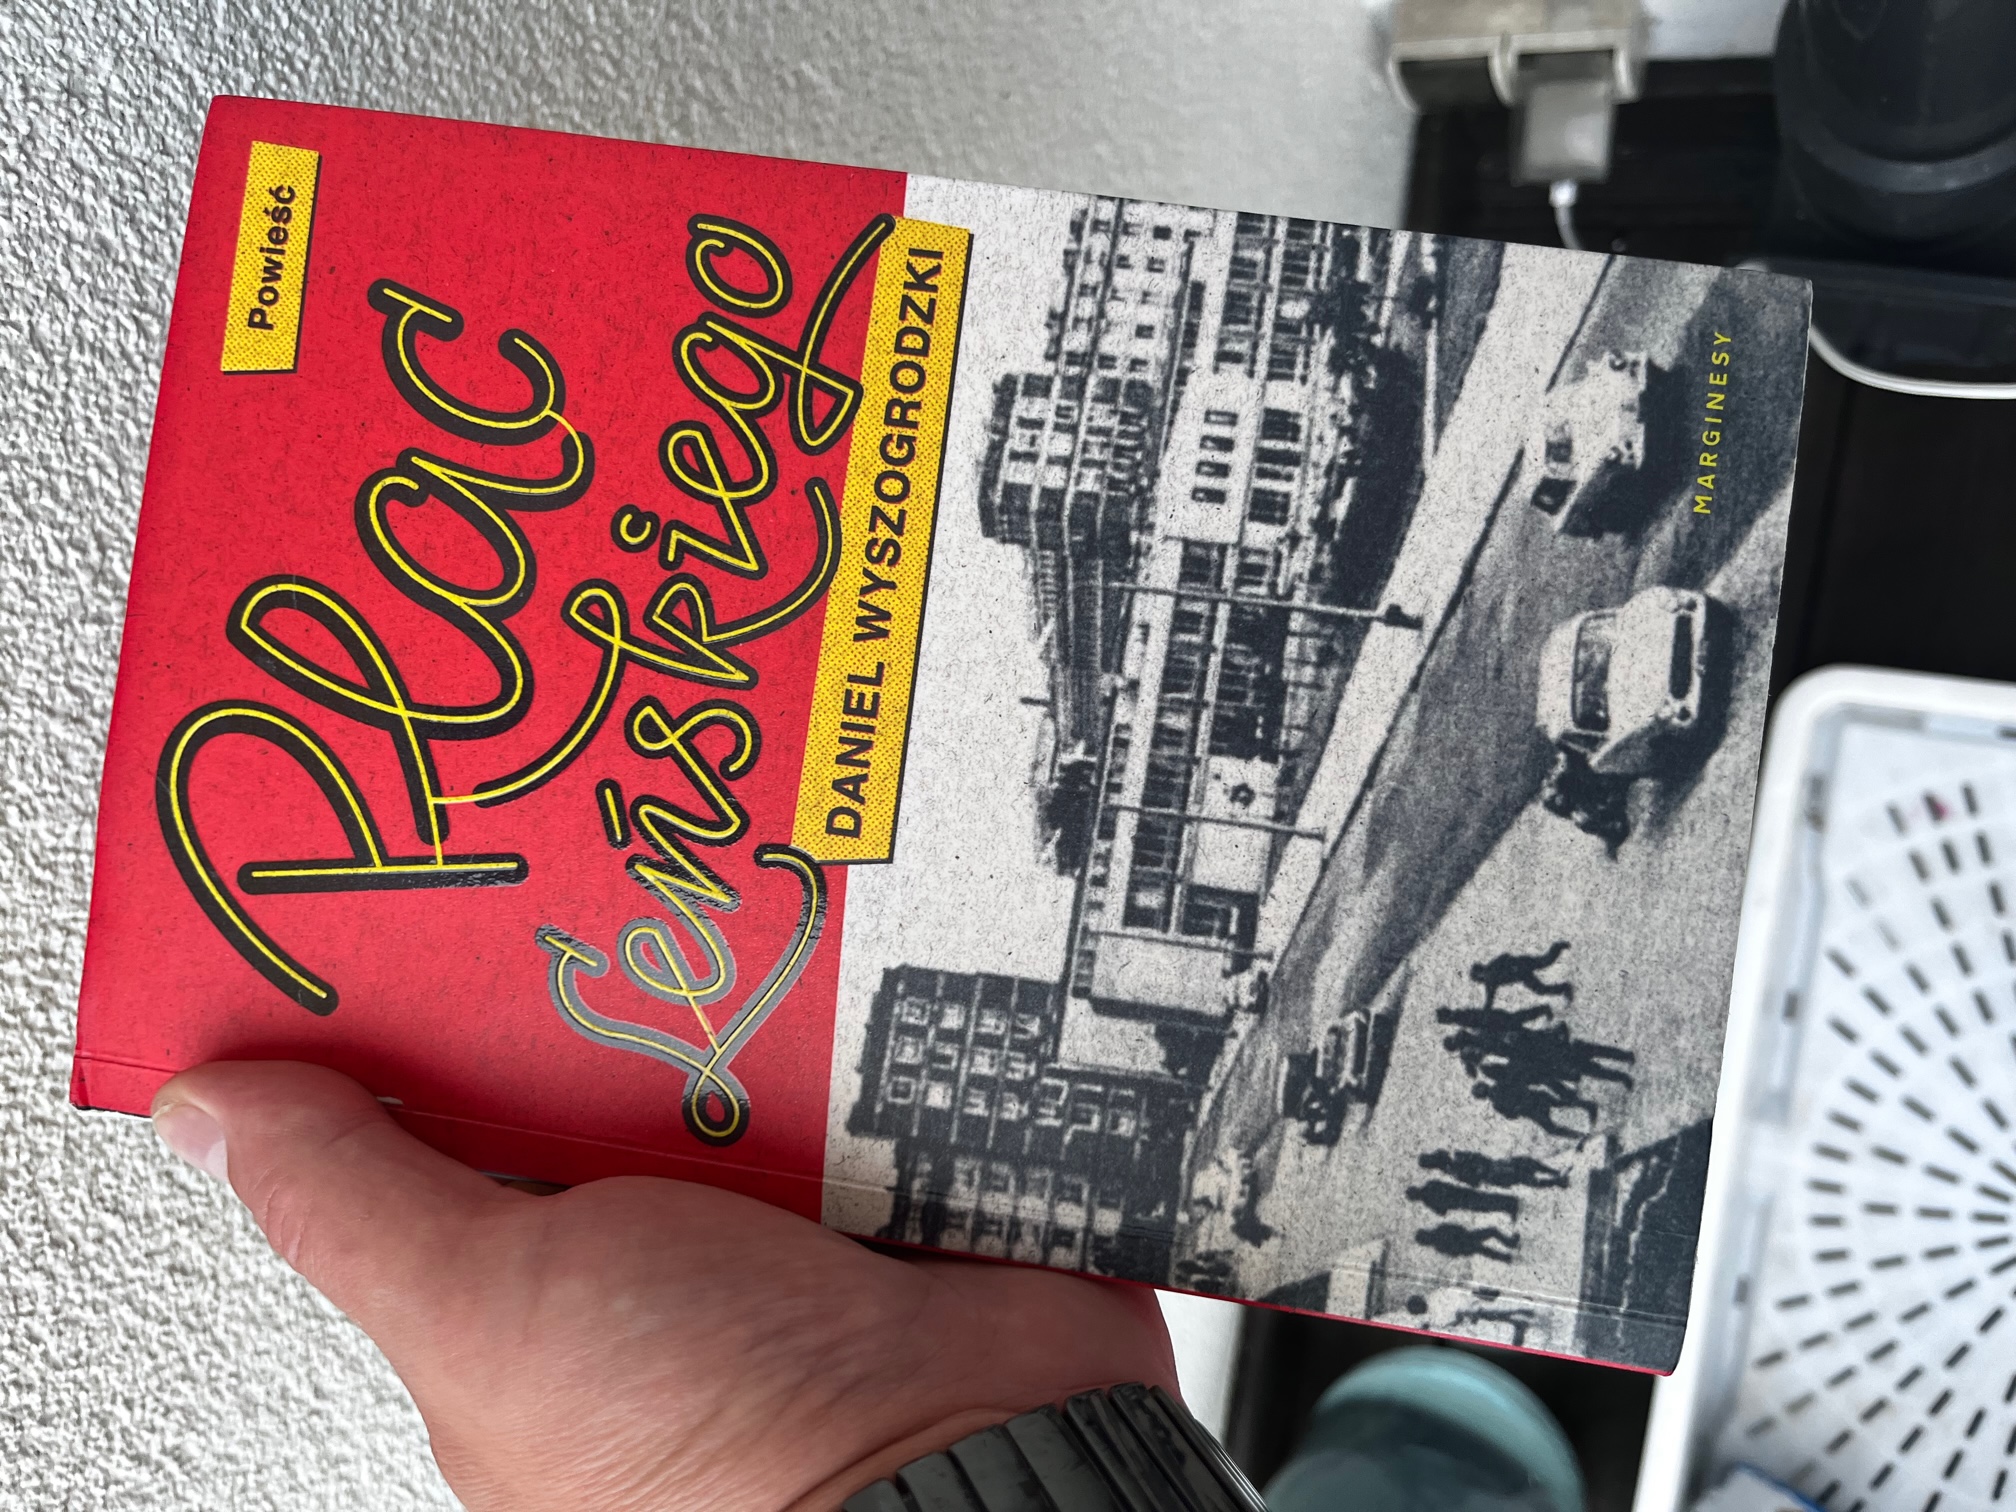 Powieść
Plac
Leńskiego
DANIEL WYSZOGRODZKI
MARGINESY